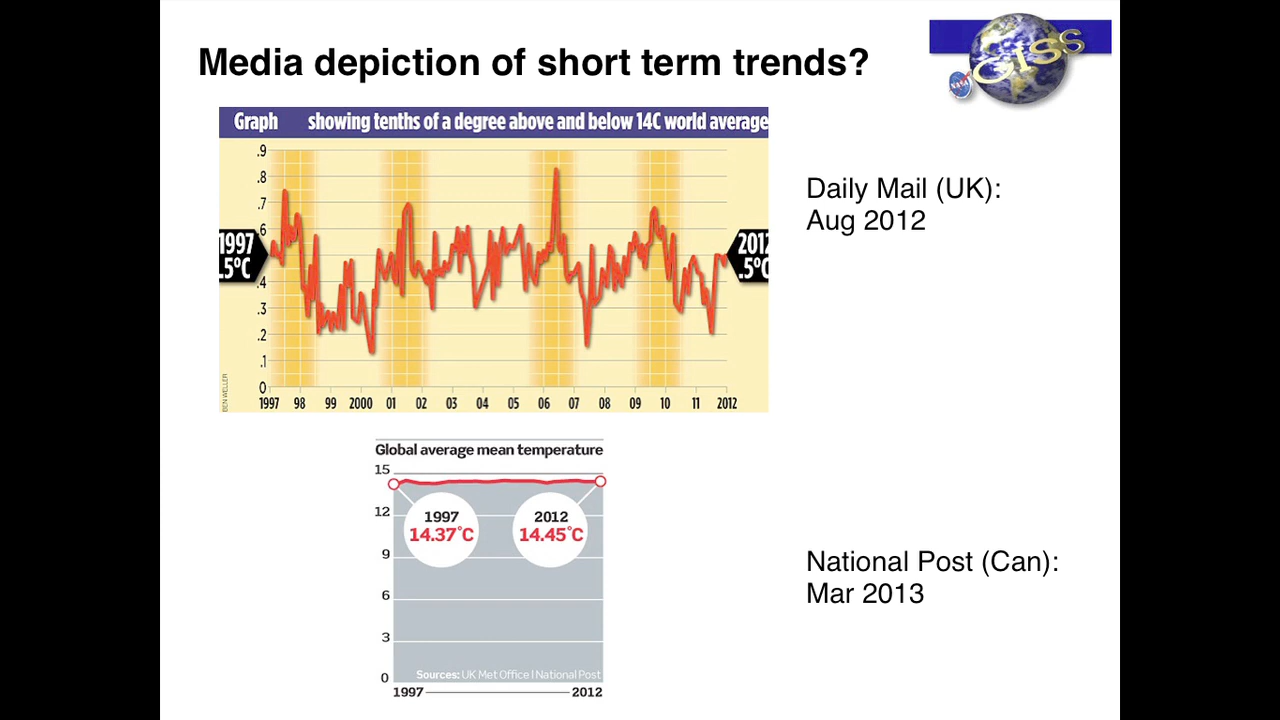 Media depiction of short term trends?
GISS
NASA
Graph showing tenths of a degree above and below 14C world average
.9
.8
.7
.6
.4
.3
.2
.1
0
1997
.5ºC
2012
.5ºC
BEN WELLER
1997 98 99 2000 01 02 03 04 05 06 07 08 09 10 11 2012
Daily Mail (UK):
Aug 2012
Global average mean temperature
15
12
9
6
3
0
1997
14.37°C
2012
14.45°C
Sources: UK Met Office | National Post
1997 2012
National Post (Can):
Mar 2013